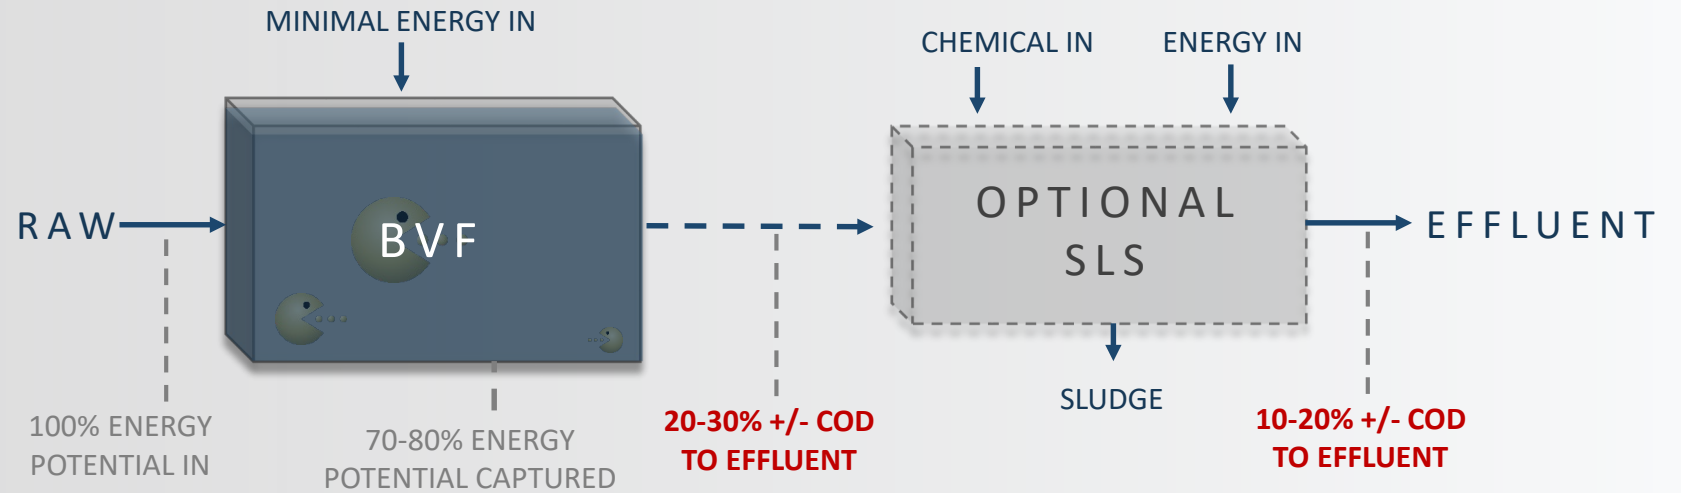 MINIMAL ENERGY IN
CHEMICAL IN
ENERGY IN
RAW
BVF
OPTIONAL
SLS
EFFLUENT
SLUDGE
100% ENERGY
POTENTIAL IN
70-80% ENERGY
POTENTIAL CAPTURED
20-30% +/- COD
TO EFFLUENT
10-20% +/- COD
TO EFFLUENT